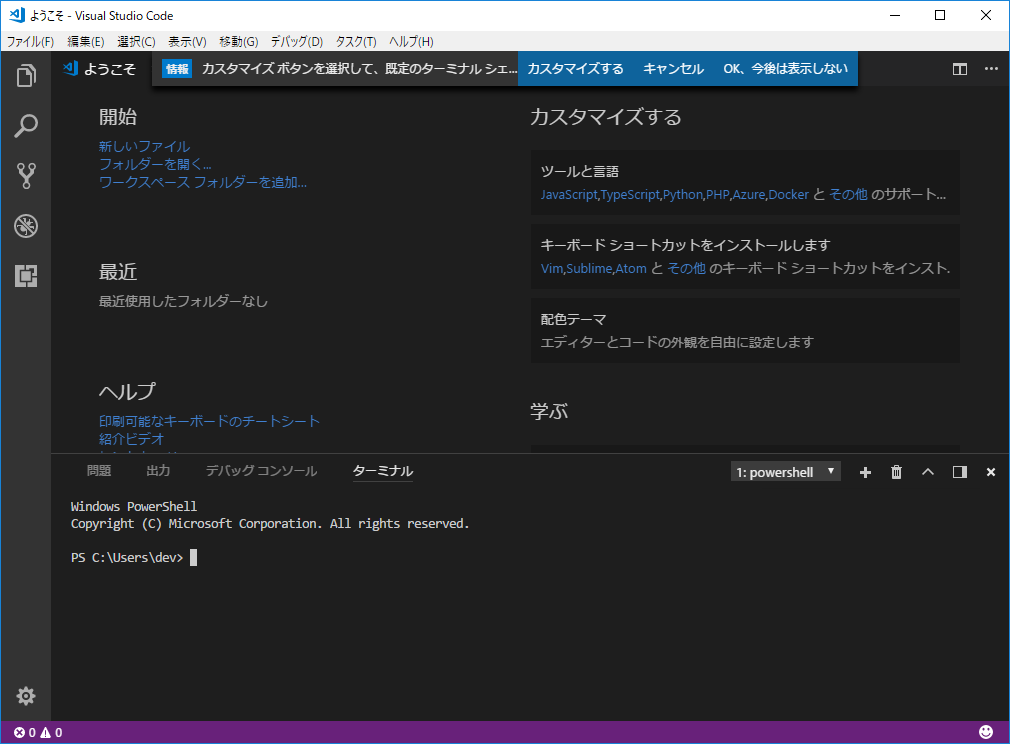 ようこそ - Visual Studio Code
ファイル(F) 編集(E) 選択(C) 表示(V) 移動(G) デバッグ(D) タスク(T) ヘルプ(H)
ようこそ
情報 カスタマイズ ボタンを選択して、既定のターミナル シェ... カスタマイズする キャンセル OK、今後は表示しない
開始
新しいファイル
フォルダーを開く...
ワークスペース フォルダーを追加...
最近
最近使用したフォルダーなし
ヘルプ
印刷可能なキーボードのチートシート
紹介ビデオ
カスタマイズする
ツールと言語
JavaScript,TypeScript,Python,PHP,Azure,Docker と その他 のサポート...
キーボード ショートカットをインストールします
Vim,Sublime,Atom と その他 のキーボード ショートカットをインスト.
配色テーマ
エディターとコードの外観を自由に設定します
学ぶ
問題 出力 デバッグ コンソール ターミナル 1: powershell
Windows PowerShell
Copyright (C) Microsoft Corporation. All rights reserved.
PS C:\Users\dev>
0 0